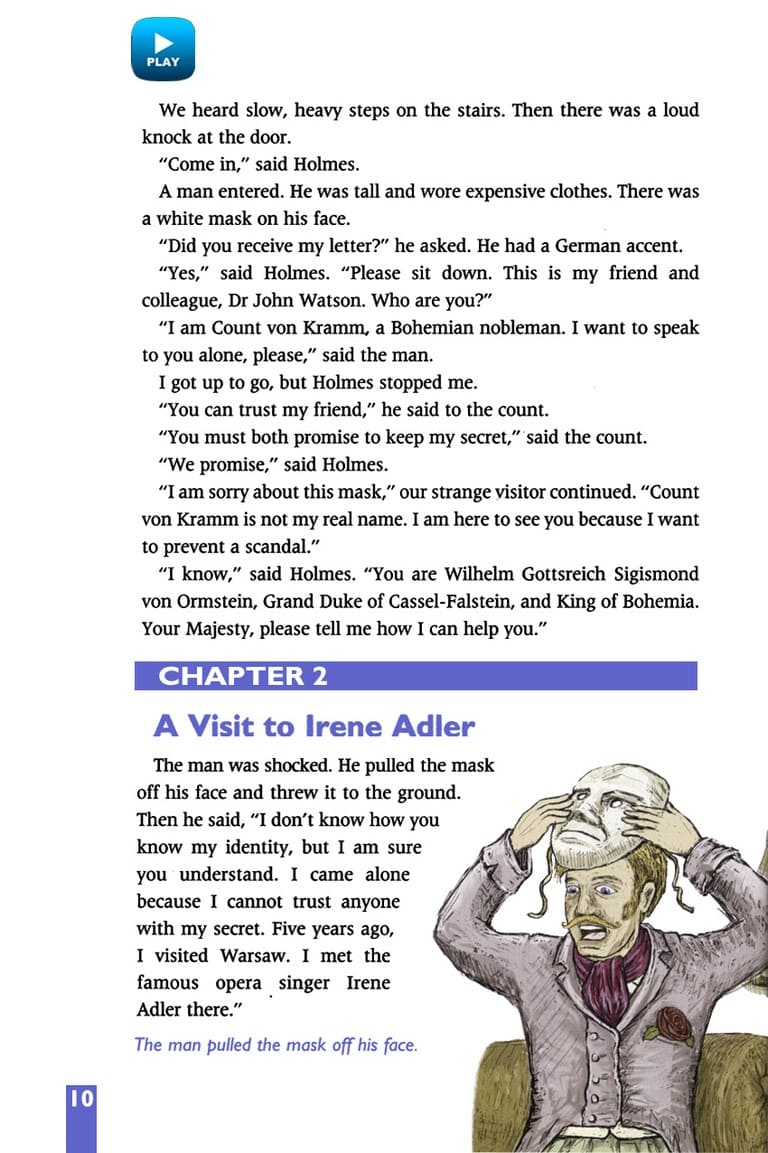 PLAY
We heard slow, heavy steps on the stairs. Then there was a loud
knock at the door.
“Come in,” said Holmes.
A man entered. He was tall and wore expensive clothes. There was
a white mask on his face.
“Did you receive my letter?” he asked. He had a German accent.
“Yes,” said Holmes. “Please sit down. This is my friend and
colleague, Dr John Watson. Who are you?”
“I am Count von Kramm, a Bohemian nobleman. I want to speak
to you alone, please,” said the man.
I got up to go, but Holmes stopped me.
“You can trust my friend,” he said to the count.
“You must both promise to keep my secret,” said the count.
“We promise,” said Holmes.
“I am sorry about this mask,” our strange visitor continued. “Count
von Kramm is not my real name. I am here to see you because I want
to prevent a scandal.”
“I know,” said Holmes. “You are Wilhelm Gottsreich Sigismond
von Ormstein, Grand Duke of Cassel-Falstein, and King of Bohemia.
Your Majesty, please tell me how I can help you.”
CHAPTER 2
A Visit to Irene Adler
The man was shocked. He pulled the mask
off his face and threw it to the ground.
Then he said, “I don’t know how you
know my identity, but I am sure
you understand. I came alone
because I cannot trust anyone
with my secret. Five years ago,
I visited Warsaw. I met the
famous opera singer Irene
Adler there.”
The man pulled the mask off his face.
10